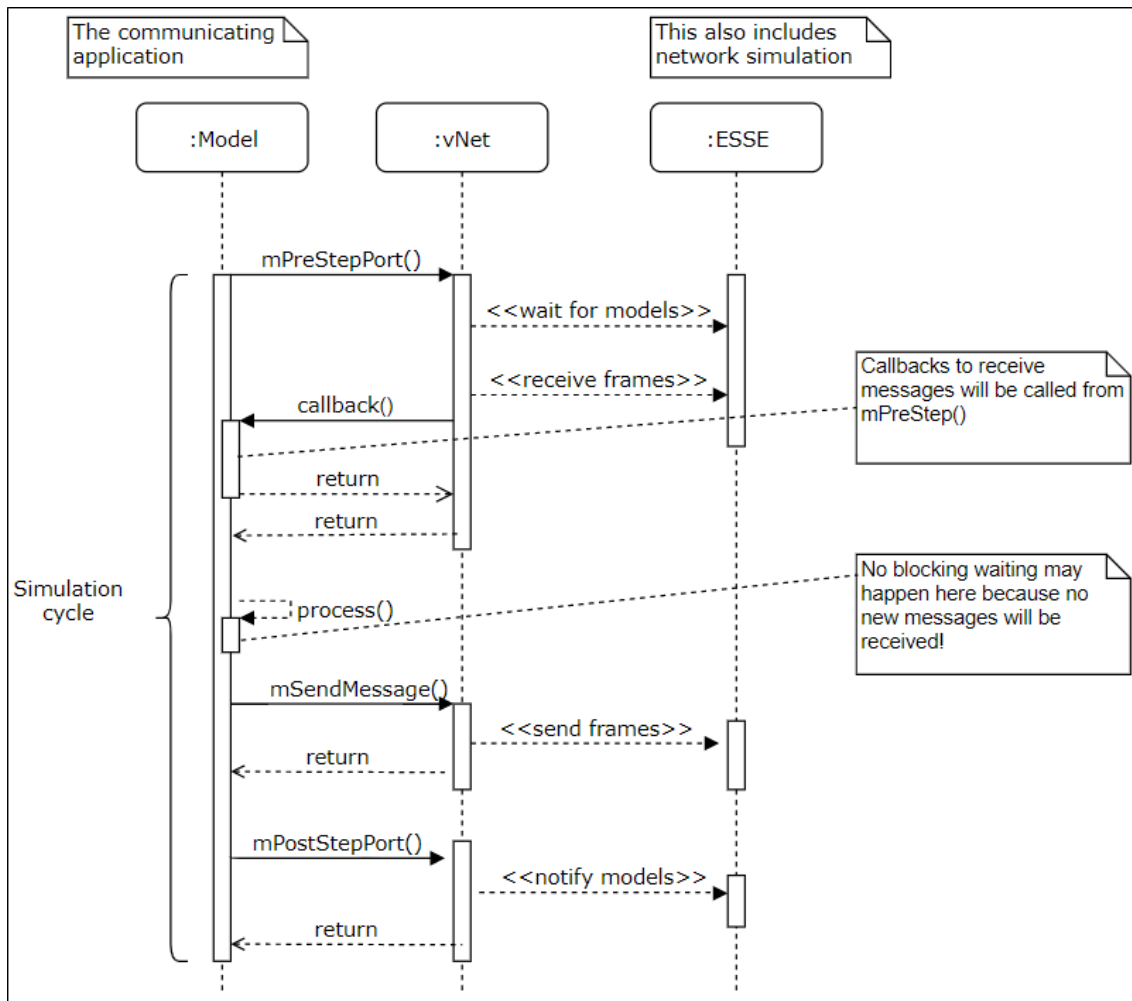 The communicating
application
This also includes
network simulation
:Model
:vNet
:ESSE
mPreStepPort()
<<wait for models>>
<<receive frames>>
Callbacks to receive
messages will be called from
mPreStep()
callback()
return
return
No blocking waiting may
happen here because no
new messages will be
received!
Simulation
cycle
process()
mSendMessage()
<<send frames>>
return
mPostStepPort()
<<notify models>>
return